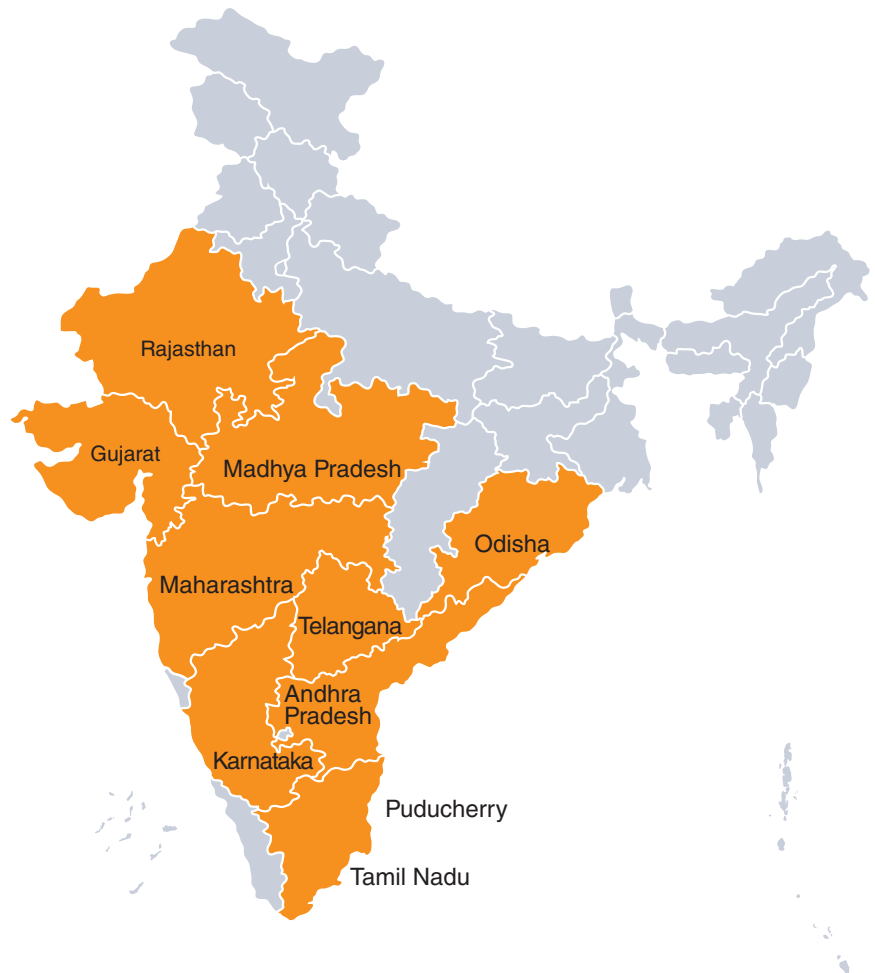 Rajasthan
Gujarat
Madhya Pradesh
Odisha
Maharashtra
Telangana
Andhra
Pradesh
Karnataka
Puducherry
Tamil Nadu